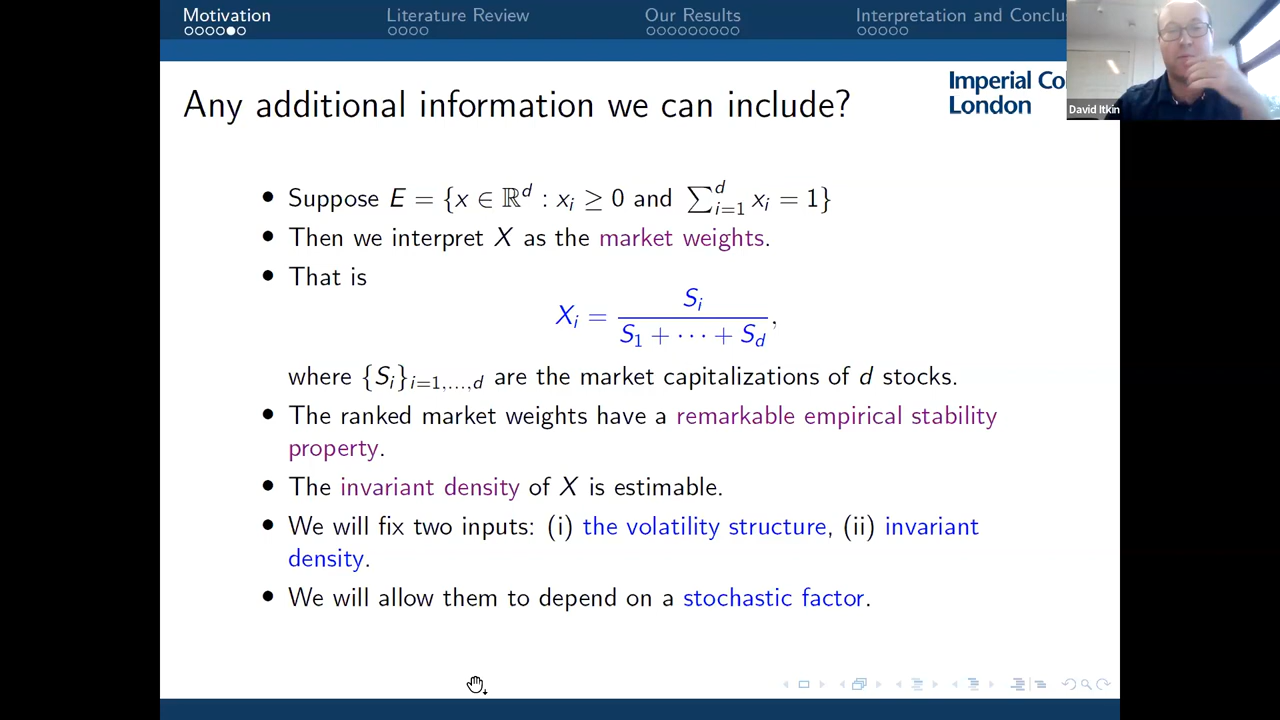 Motivation
Literature Review
Our Results
Interpretation and Conclu
Any additional information we can include?
Imperial Co
London
David Itkin
• Suppose E = {x ∈ ℝ^d : x_i ≥ 0 and ∑_{i=1}^d x_i = 1}
• Then we interpret X as the market weights.
• That is
X_i = S_i / (S_1 + ⋯ + S_d),
where {S_i}_{i=1,...,d} are the market capitalizations of d stocks.
• The ranked market weights have a remarkable empirical stability
property.
• The invariant density of X is estimable.
• We will fix two inputs: (i) the volatility structure, (ii) invariant
density.
• We will allow them to depend on a stochastic factor.